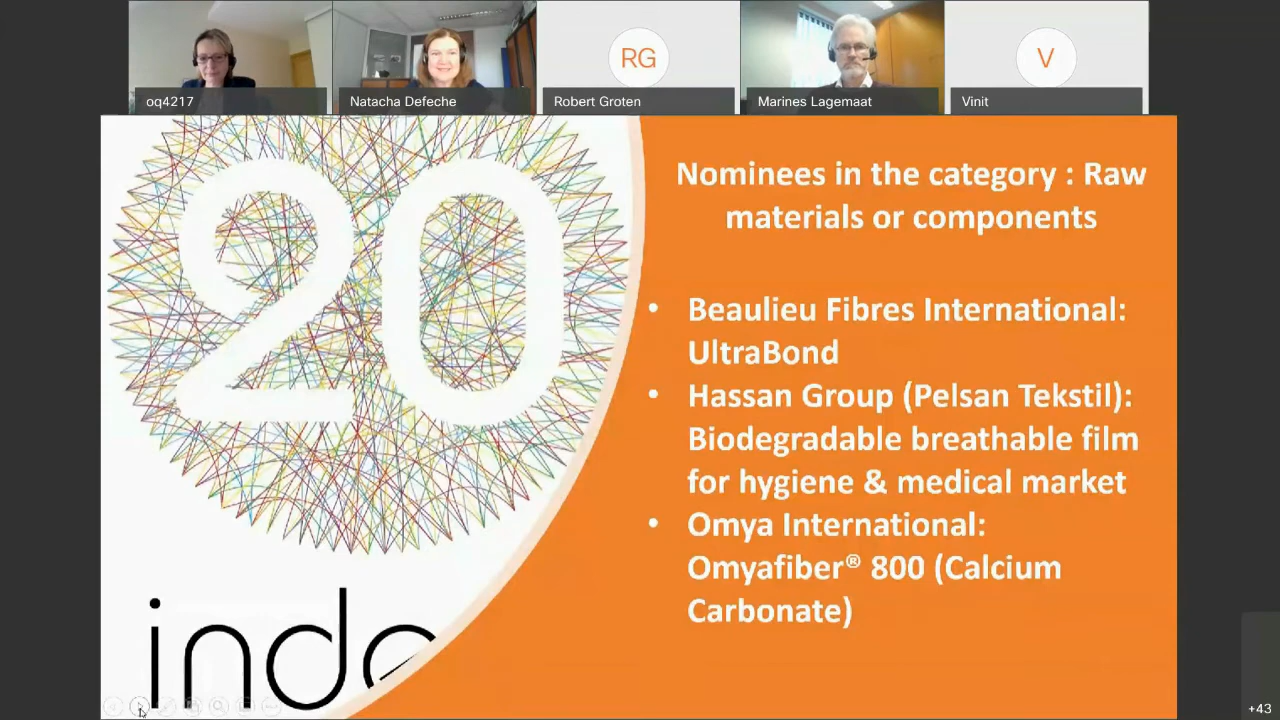 RG
V
oq4217
Natacha Defeche
Robert Groten
Marines Lagemaat
Vinit
20
Nominees in the category : Raw
materials or components
• Beaulieu Fibres International:
UltraBond
• Hassan Group (Pelsan Tekstil):
Biodegradable breathable film
for hygiene & medical market
• Omya International:
Omyafiber® 800 (Calcium
Carbonate)
inde
+43